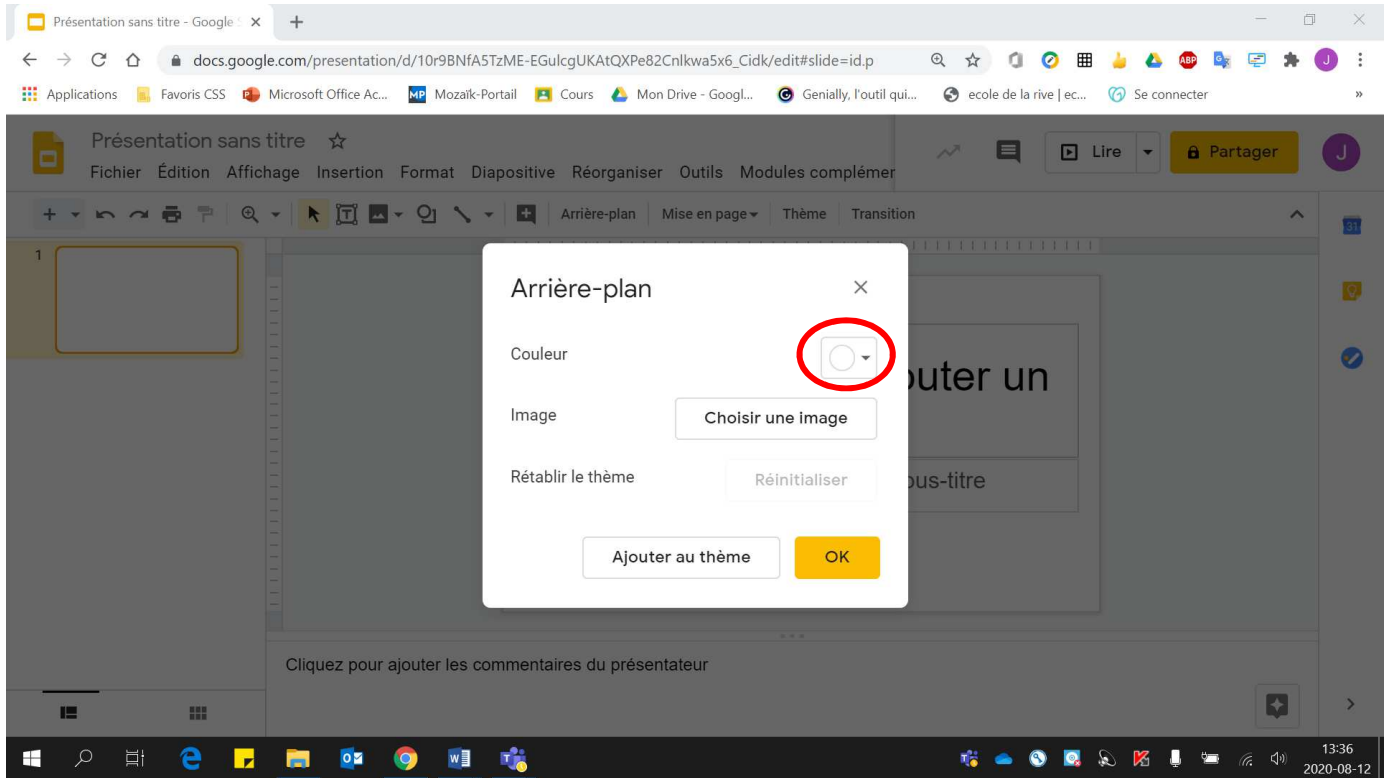 Présentation sans titre - Google S
docs.google.com/presentation/d/10r9BNfA5TzME-EGulcgUKAtQXPe82Cnlkwa5x6_Cidk/edit#slide=id.p
ABP
J
Applications Favoris CSS Microsoft Office Ac... MP Mozaïk-Portail Cours Mon Drive - Googl... Genially, l'outil qui... ecole de la rive | ec... Se connecter »
Présentation sans titre
Lire Partager J
Fichier Édition Affichage Insertion Format Diapositive Réorganiser Outils Modules complémen
Arrière-plan Mise en page Thème Transition
31
1
Arrière-plan
Couleur
outer un
Image Choisir une image
Rétablir le thème Réinitialiser
ous-titre
Ajouter au thème OK
Cliquez pour ajouter les commentaires du présentateur
13:36
2020-08-12